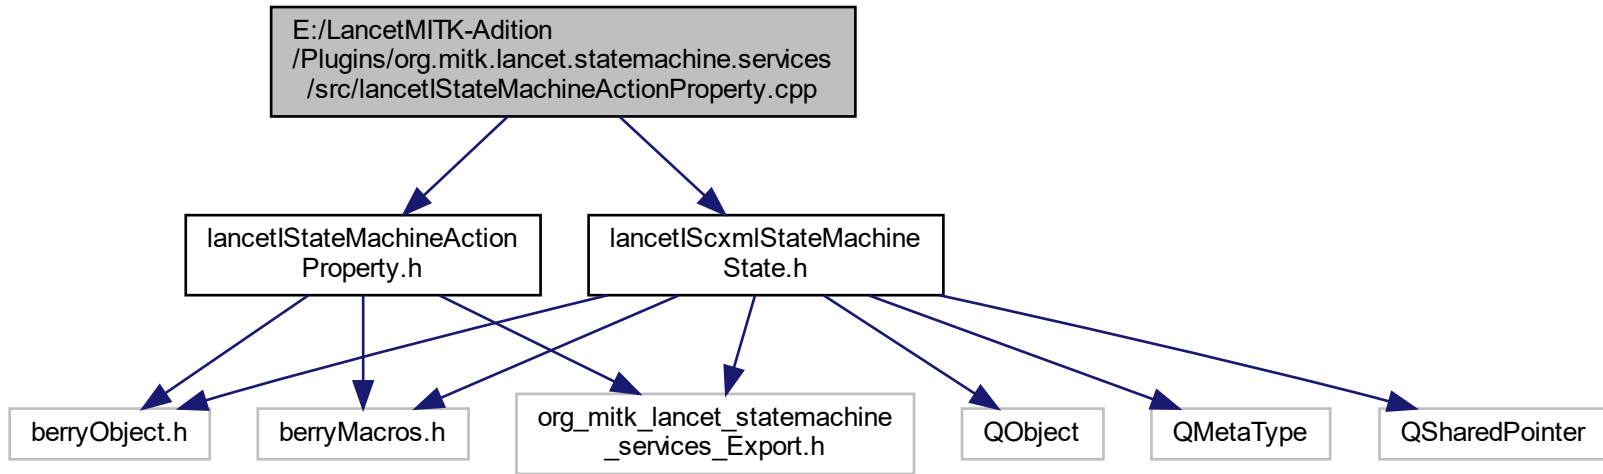 E:/LancetMITK-Adition
/Plugins/org.mitk.lancet.statemachine.services
/src/lancetIStateMachineActionProperty.cpp
lancetIStateMachineAction
Property.h
lancetIScxmlStateMachine
State.h
berryObject.h
berryMacros.h
org_mitk_lancet_statemachine
_services_Export.h
QObject
QMetaType
QSharedPointer